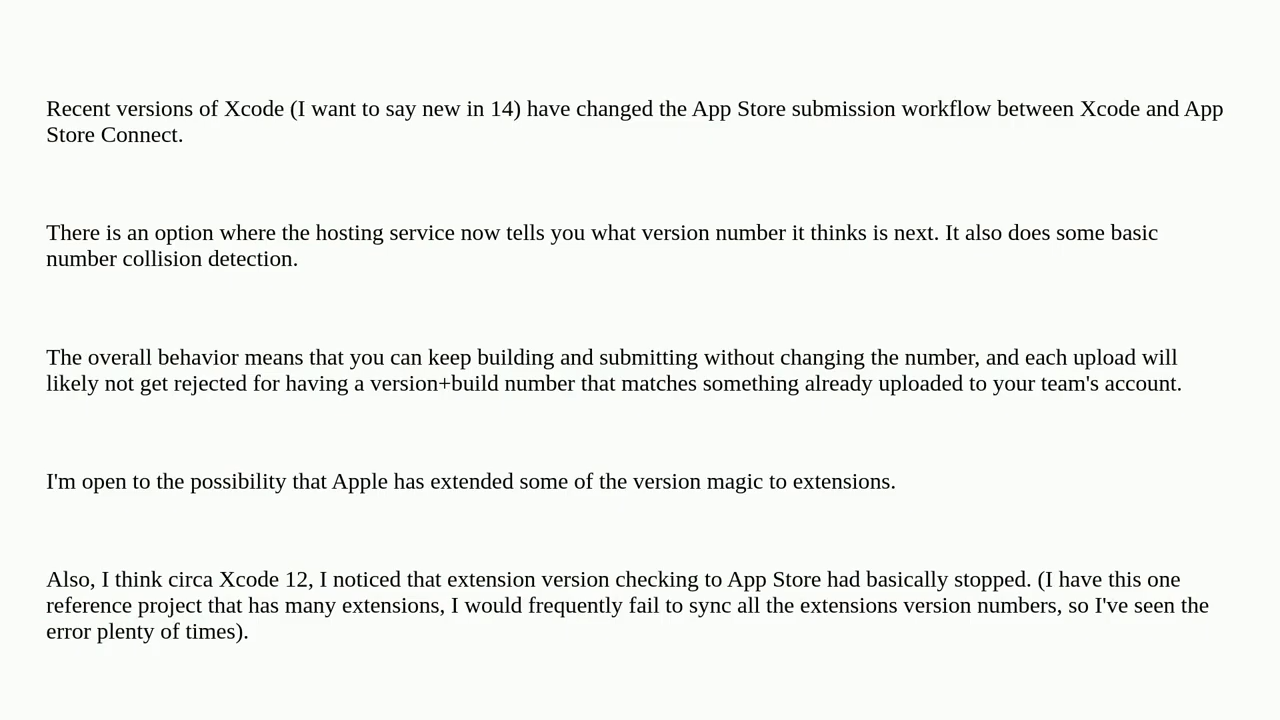 Recent versions of Xcode (I want to say new in 14) have changed the App Store submission workflow between Xcode and App
Store Connect.
There is an option where the hosting service now tells you what version number it thinks is next. It also does some basic
number collision detection.
The overall behavior means that you can keep building and submitting without changing the number, and each upload will
likely not get rejected for having a version+build number that matches something already uploaded to your team's account.
I'm open to the possibility that Apple has extended some of the version magic to extensions.
Also, I think circa Xcode 12, I noticed that extension version checking to App Store had basically stopped. (I have this one
reference project that has many extensions, I would frequently fail to sync all the extensions version numbers, so I've seen the
error plenty of times).